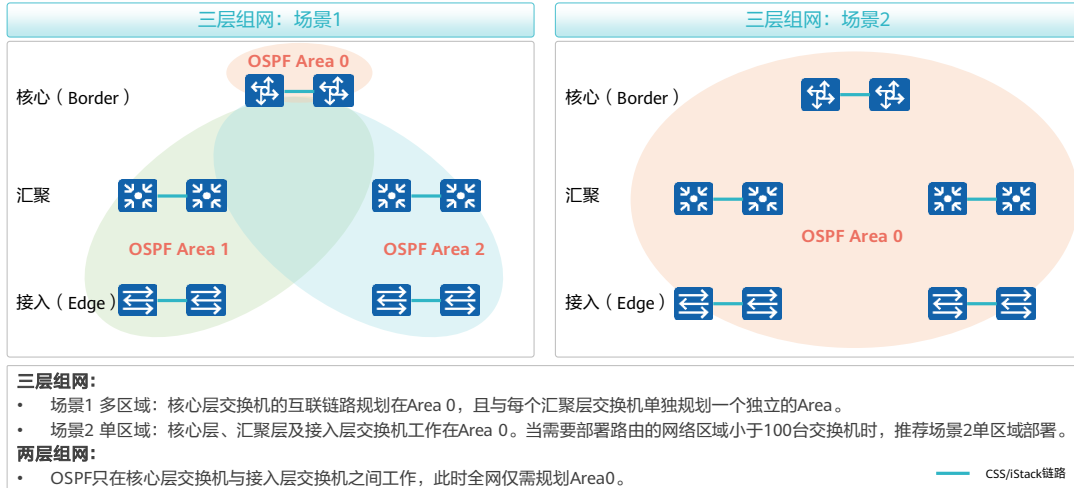 三层组网：场景1
OSPF Area 0
核心（Border）
汇聚
OSPF Area 1
OSPF Area 2
接入（Edge）
三层组网：场景2
核心（Border）
汇聚
OSPF Area 0
接入（Edge）
三层组网：
• 场景1 多区域：核心层交换机的互联链路规划在Area 0，且与每个汇聚层交换机单独规划一个独立的Area。
• 场景2 单区域：核心层、汇聚层及接入层交换机工作在Area 0。当需要部署路由的网络区域小于100台交换机时，推荐场景2单区域部署。
两层组网：
• OSPF只在核心层交换机与接入层交换机之间工作，此时全网仅需规划Area0。
CSS/iStack链路